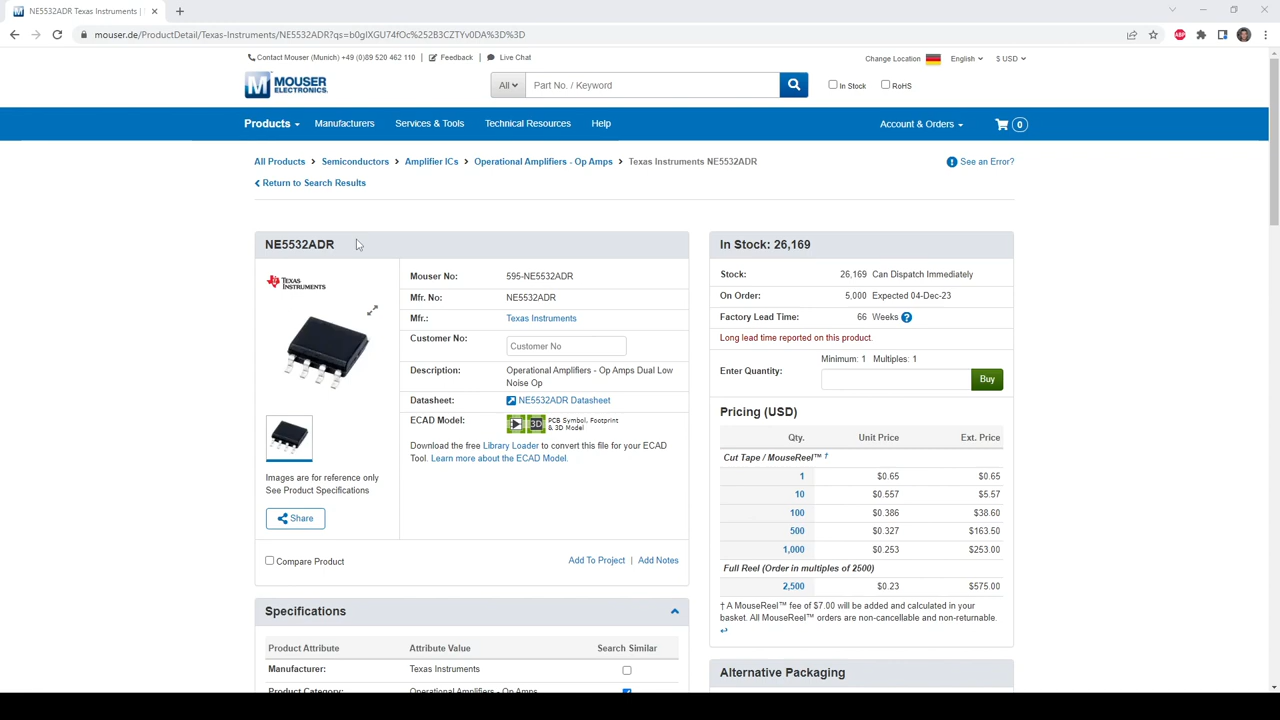 NE5532ADR Texas Instruments |
mouser.de/ProductDetail/Texas-Instruments/NE5532ADR?qs=b0gIXGU74fOc%252B3CZTYv0DA%3D%3D
Contact Mouser (Munich) +49 (0)89 520 462 110 | Feedback Live Chat
Change Location English $ USD
MOUSER
ELECTRONICS
All
Part No. / Keyword
In Stock
RoHS
Products Manufacturers Services & Tools Technical Resources Help
Account & Orders 0
All Products Semiconductors Amplifier ICs Operational Amplifiers - Op Amps Texas Instruments NE5532ADR
See an Error?
Return to Search Results
NE5532ADR
TEXAS
INSTRUMENTS
Images are for reference only
See Product Specifications
Share
Mouser No: 595-NE5532ADR
Mfr. No: NE5532ADR
Mfr.: Texas Instruments
Customer No: Customer No
Description: Operational Amplifiers - Op Amps Dual Low
Noise Op
Datasheet: NE5532ADR Datasheet
ECAD Model: 3D PCB Symbol, Footprint
& 3D Model
Download the free Library Loader to convert this file for your ECAD
Tool. Learn more about the ECAD Model.
Compare Product
Add To Project | Add Notes
Specifications
Product Attribute Attribute Value Search Similar
Manufacturer: Texas Instruments
Product Category: Operational Amplifiers - Op Amps
In Stock: 26,169
Stock: 26,169 Can Dispatch Immediately
On Order: 5,000 Expected 04-Dec-23
Factory Lead Time: 66 Weeks ?
Long lead time reported on this product.
Minimum: 1 Multiples: 1
Enter Quantity: Buy
Pricing (USD)
Qty. Unit Price Ext. Price
Cut Tape / MouseReel™ †
1 $0.65 $0.65
10 $0.557 $5.57
100 $0.386 $38.60
500 $0.327 $163.50
1,000 $0.253 $253.00
Full Reel (Order in multiples of 2500)
2,500 $0.23 $575.00
† A MouseReel™ fee of $7.00 will be added and calculated in your
basket. All MouseReel™ orders are non-cancellable and non-returnable.
Alternative Packaging